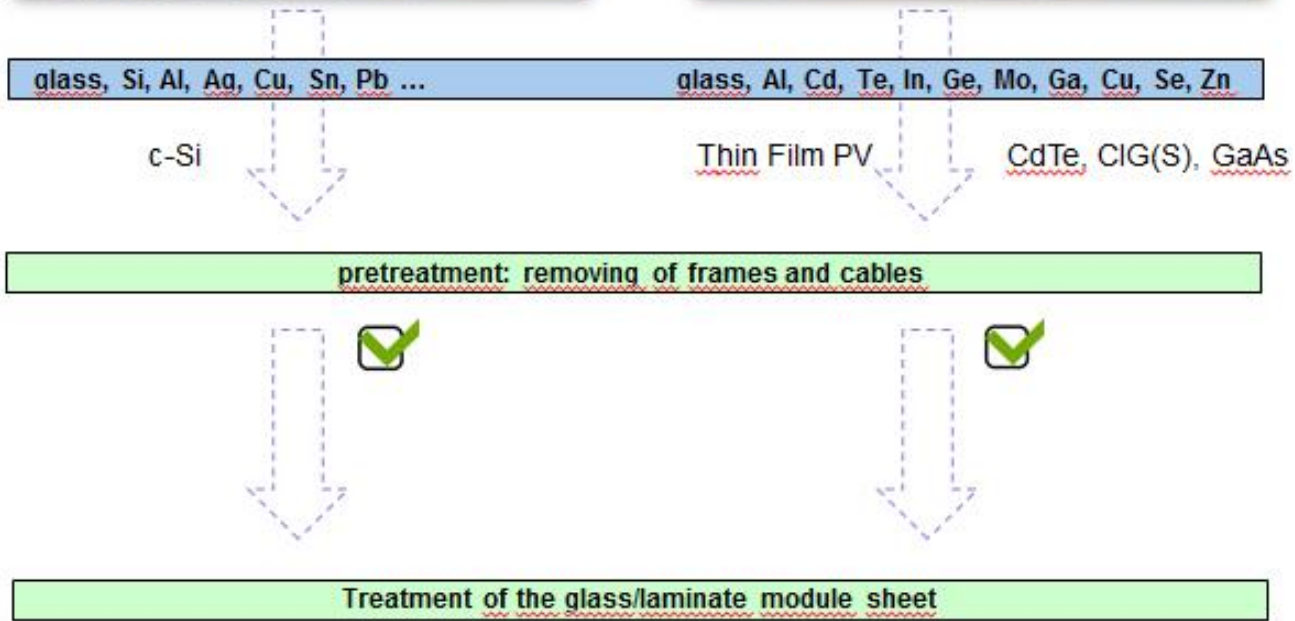 glass, Si, Al, Ag, Cu, Sn, Pb ... glass, Al, Cd, Te, In, Ge, Mo, Ga, Cu, Se, Zn
c-Si Thin Film PV CdTe, CIG(S), GaAs
pretreatment: removing of frames and cables
Treatment of the glass/laminate module sheet